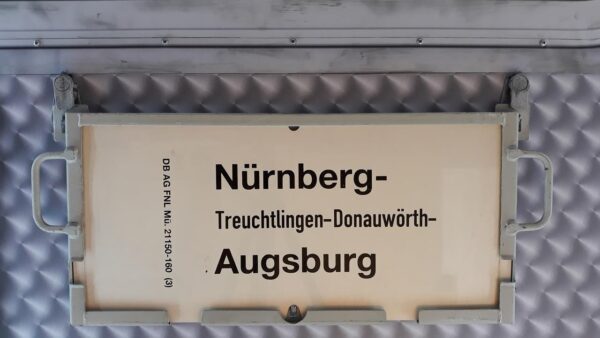 DB AG FNL Mü. 21150-160 (3)
Nürnberg-
Treuchtlingen-Donauwörth-
Augsburg